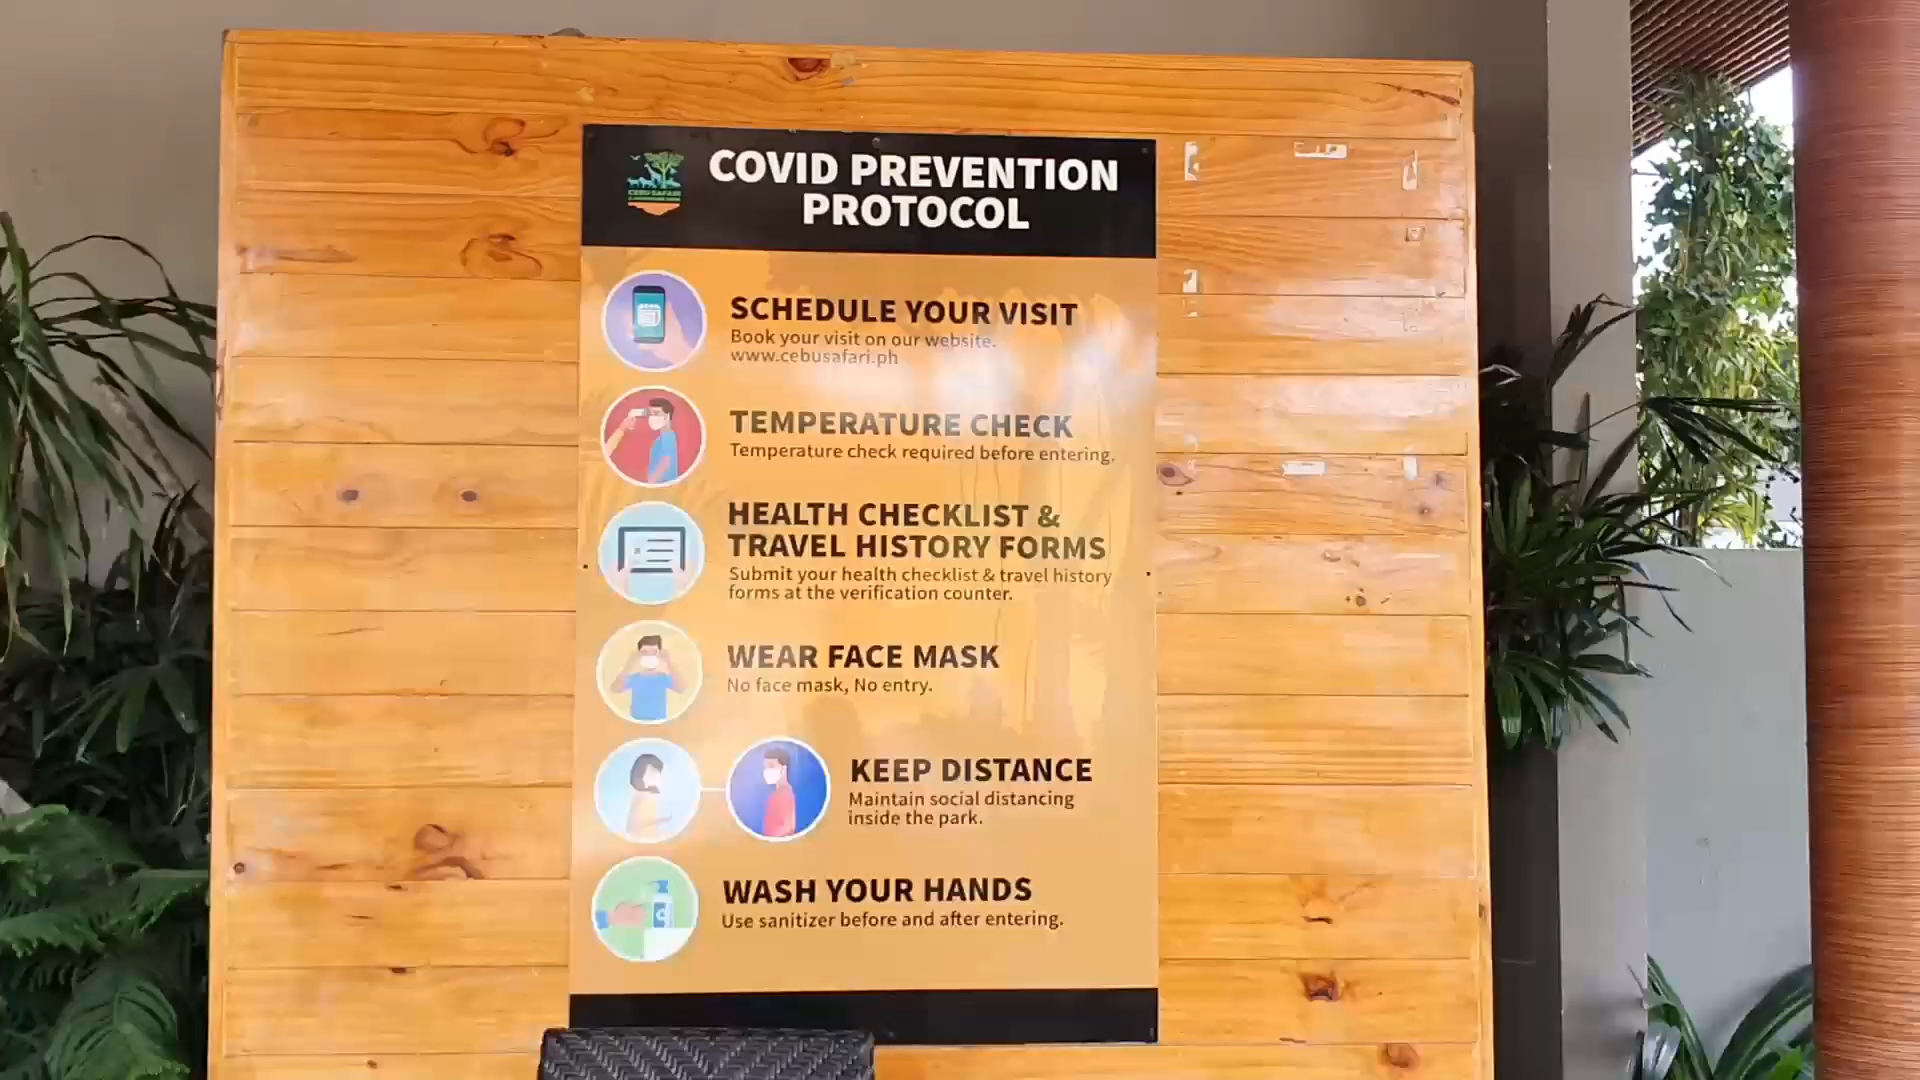 CEBU SAFARI
COVID PREVENTION
PROTOCOL
SCHEDULE YOUR VISIT
Book your visit on our website.
www.cebusafari.ph
TEMPERATURE CHECK
Temperature check required before entering.
HEALTH CHECKLIST &
TRAVEL HISTORY FORMS
Submit your health checklist & travel history
forms at the verification counter.
WEAR FACE MASK
No face mask, No entry.
KEEP DISTANCE
Maintain social distancing
inside the park.
WASH YOUR HANDS
Use sanitizer before and after entering.